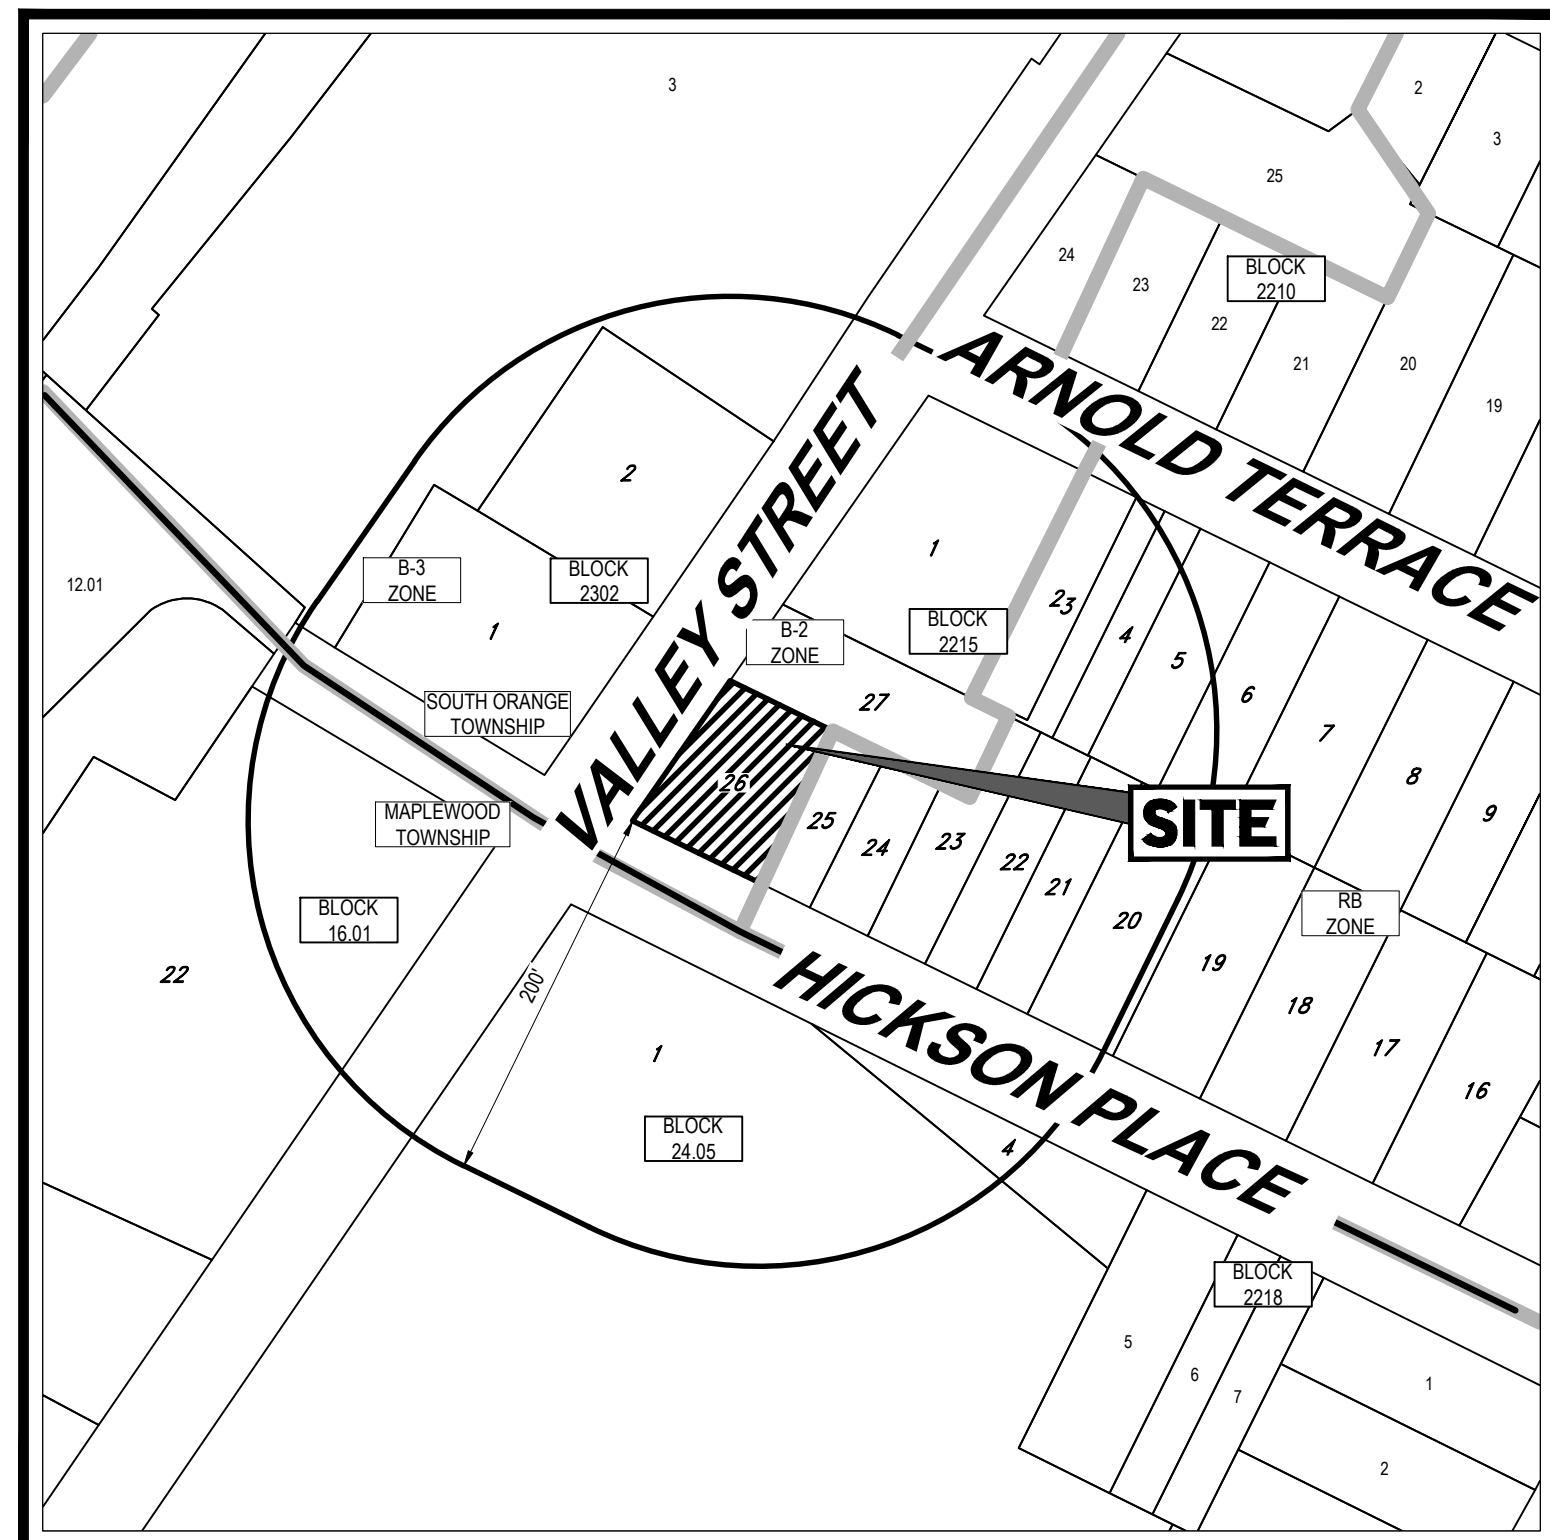 3
2
3
25
24
23
BLOCK
2210
22
21
20
19
ARNOLD TERRACE
VALLEY STREET
2
1
B-3
ZONE
BLOCK
2302
12.01
1
23
BLOCK
2215
B-2
ZONE
4
5
6
7
8
9
SOUTH ORANGE
TOWNSHIP
27
26
SITE
MAPLEWOOD
TOWNSHIP
25
24
23
22
21
20
19
18
17
16
RB
ZONE
BLOCK
16.01
22
200'
HICKSON PLACE
1
BLOCK
24.05
4
BLOCK
2218
5
6
7
1
2